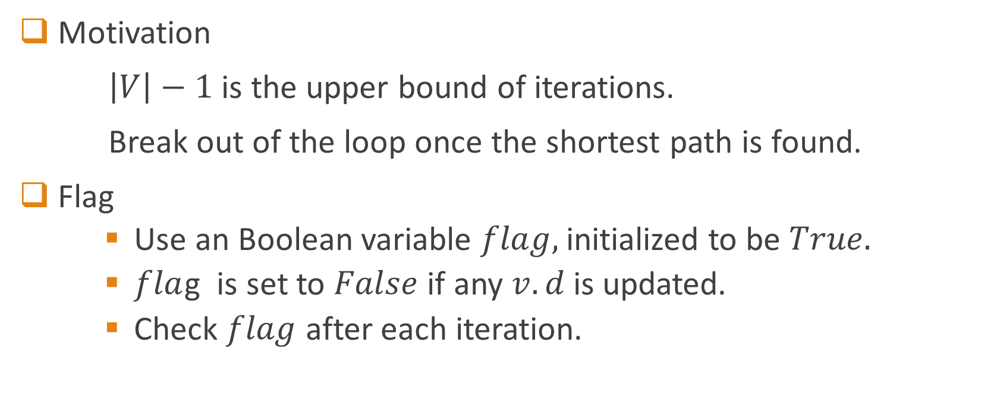 Motivation
|V| − 1 is the upper bound of iterations.
Break out of the loop once the shortest path is found.
Flag
Use an Boolean variable flag, initialized to be True.
flag is set to False if any v. d is updated.
Check flag after each iteration.